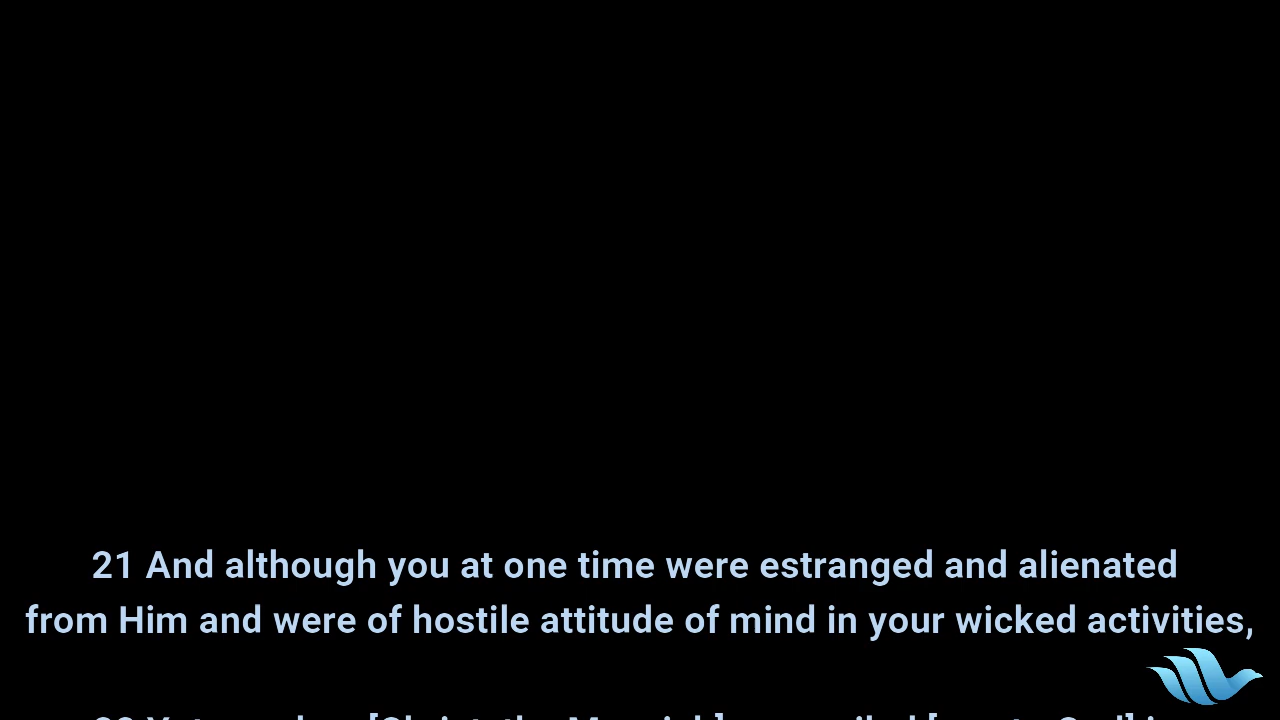 21 And although you at one time were estranged and alienated
from Him and were of hostile attitude of mind in your wicked activities,